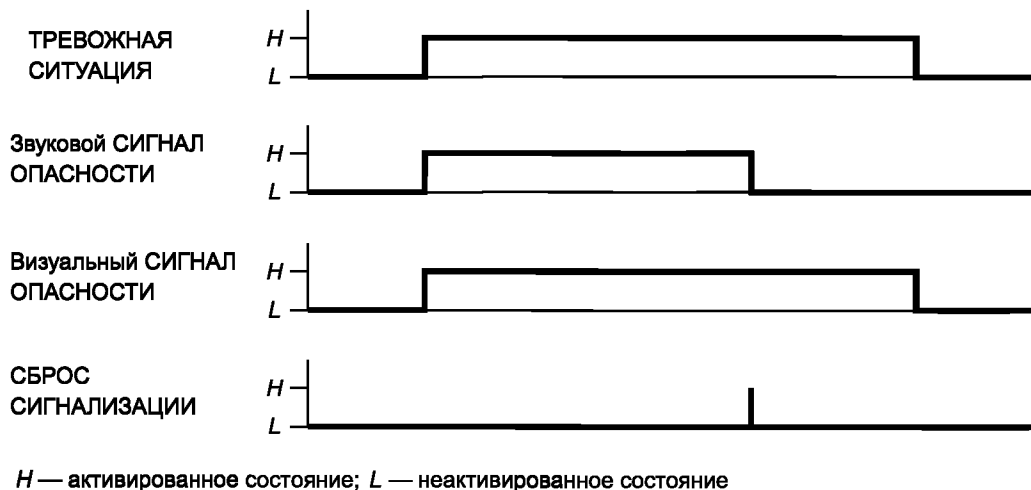 ТРЕВОЖНАЯ
СИТУАЦИЯ
H
L
Звуковой СИГНАЛ
ОПАСНОСТИ
H
L
Визуальный СИГНАЛ
ОПАСНОСТИ
H
L
СБРОС
СИГНАЛИЗАЦИИ
H
L
H — активированное состояние; L — неактивированное состояние